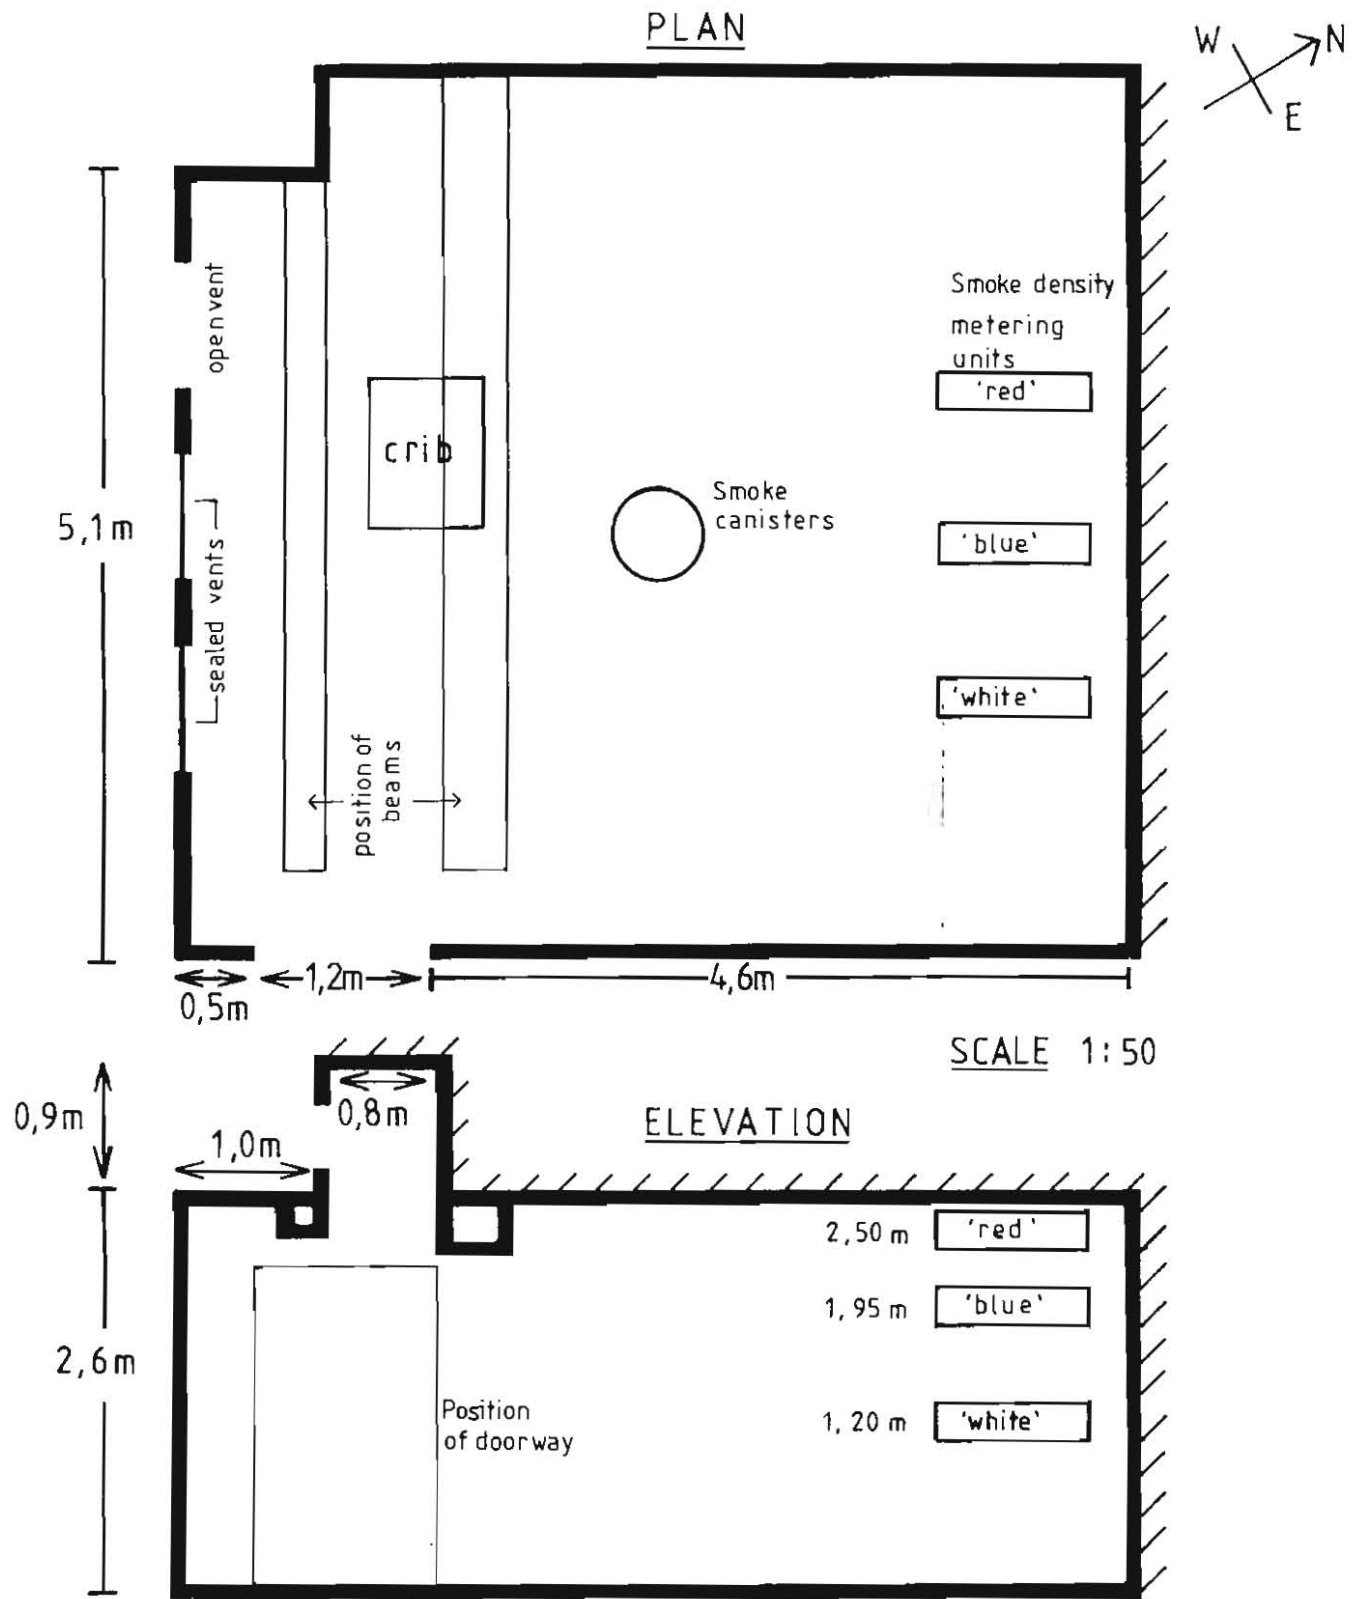 PLAN
W
N
E
open vent
Smoke density
metering
units
'red'
crib
Smoke
canisters
5,1m
sealed vents
'blue'
'white'
position of
beams
1,2m
4,6m
0,5m
SCALE 1:50
0,9m
0,8m
ELEVATION
1,0m
2,50 m
'red'
1,95 m
'blue'
2,6m
Position
of doorway
1,20 m
'white'